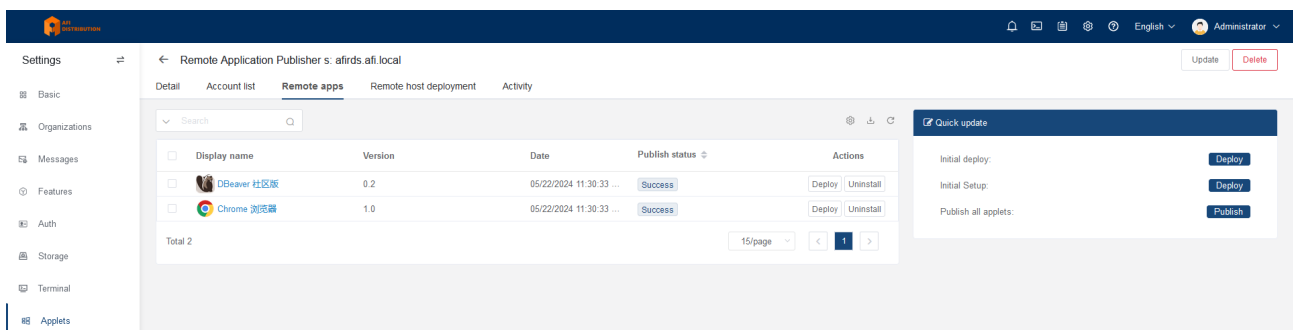 AFI
DISTRIBUTION
English
Administrator
Settings
Remote Application Publisher s: afirds.afi.local
Update
Delete
Detail
Account list
Remote apps
Remote host deployment
Activity
Basic
Organizations
Messages
Features
Auth
Storage
Terminal
Applets
Search
Display name
Version
Date
Publish status
Actions
DBeaver 社区版
0.2
05/22/2024 11:30:33 ...
Success
Deploy
Uninstall
Chrome 浏览器
1.0
05/22/2024 11:30:33 ...
Success
Deploy
Uninstall
Total 2
15/page
1
Quick update
Initial deploy:
Deploy
Initial Setup:
Deploy
Publish all applets:
Publish